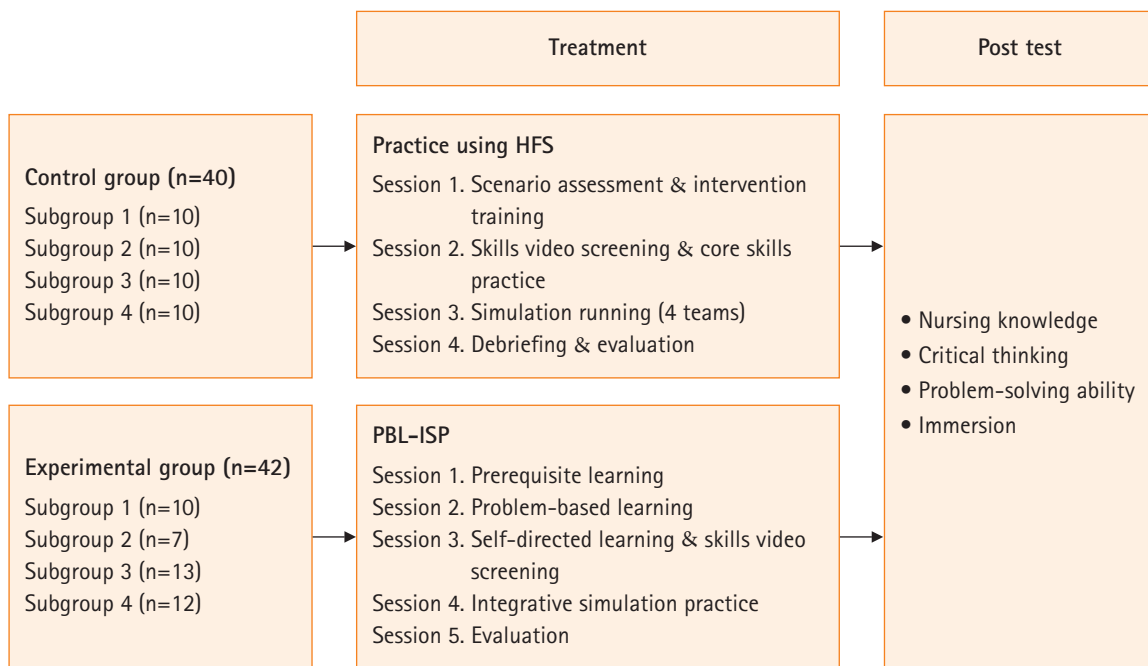 Treatment
Post test
Control group (n=40)
Subgroup 1 (n=10)
Subgroup 2 (n=10)
Subgroup 3 (n=10)
Subgroup 4 (n=10)
Practice using HFS
Session 1. Scenario assessment & intervention
training
Session 2. Skills video screening & core skills
practice
Session 3. Simulation running (4 teams)
Session 4. Debriefing & evaluation
Experimental group (n=42)
Subgroup 1 (n=10)
Subgroup 2 (n=7)
Subgroup 3 (n=13)
Subgroup 4 (n=12)
PBL-ISP
Session 1. Prerequisite learning
Session 2. Problem-based learning
Session 3. Self-directed learning & skills video
screening
Session 4. Integrative simulation practice
Session 5. Evaluation
• Nursing knowledge
• Critical thinking
• Problem-solving ability
• Immersion